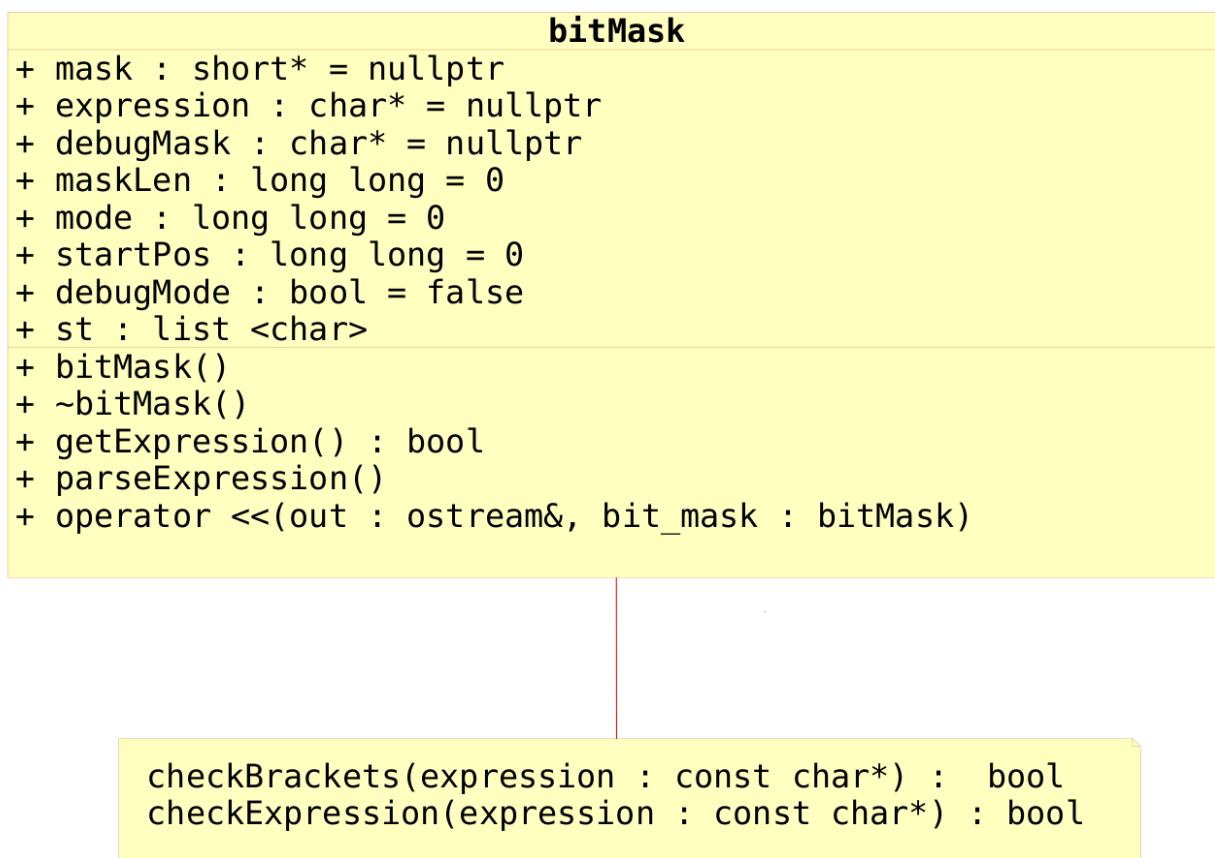 bitMask
+ mask : short* = nullptr
+ expression : char* = nullptr
+ debugMask : char* = nullptr
+ maskLen : long long = 0
+ mode : long long = 0
+ startPos : long long = 0
+ debugMode : bool = false
+ st : list <char>
+ bitMask()
+ ~bitMask()
+ getExpression() : bool
+ parseExpression()
+ operator <<(out : ostream&, bit_mask : bitMask)
checkBrackets(expression : const char*) :  bool
checkExpression(expression : const char*) : bool